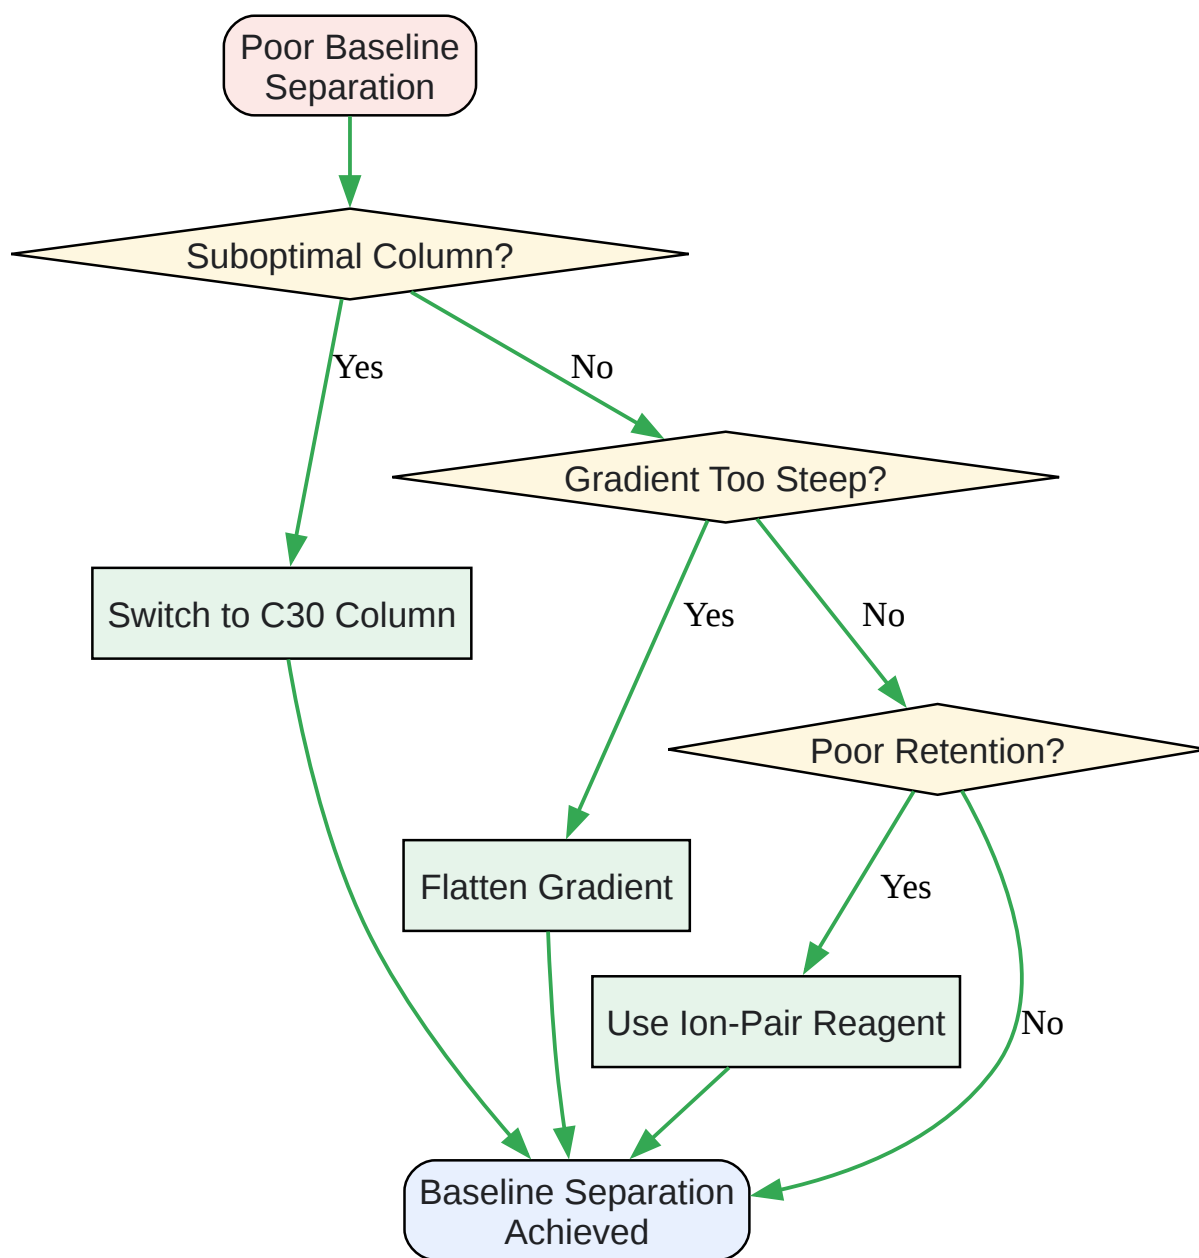 Poor Baseline
Separation
Suboptimal Column?
Yes
No
Gradient Too Steep?
Switch to C30 Column
Yes
No
Poor Retention?
Flatten Gradient
Yes
Use Ion-Pair Reagent
No
Baseline Separation
Achieved